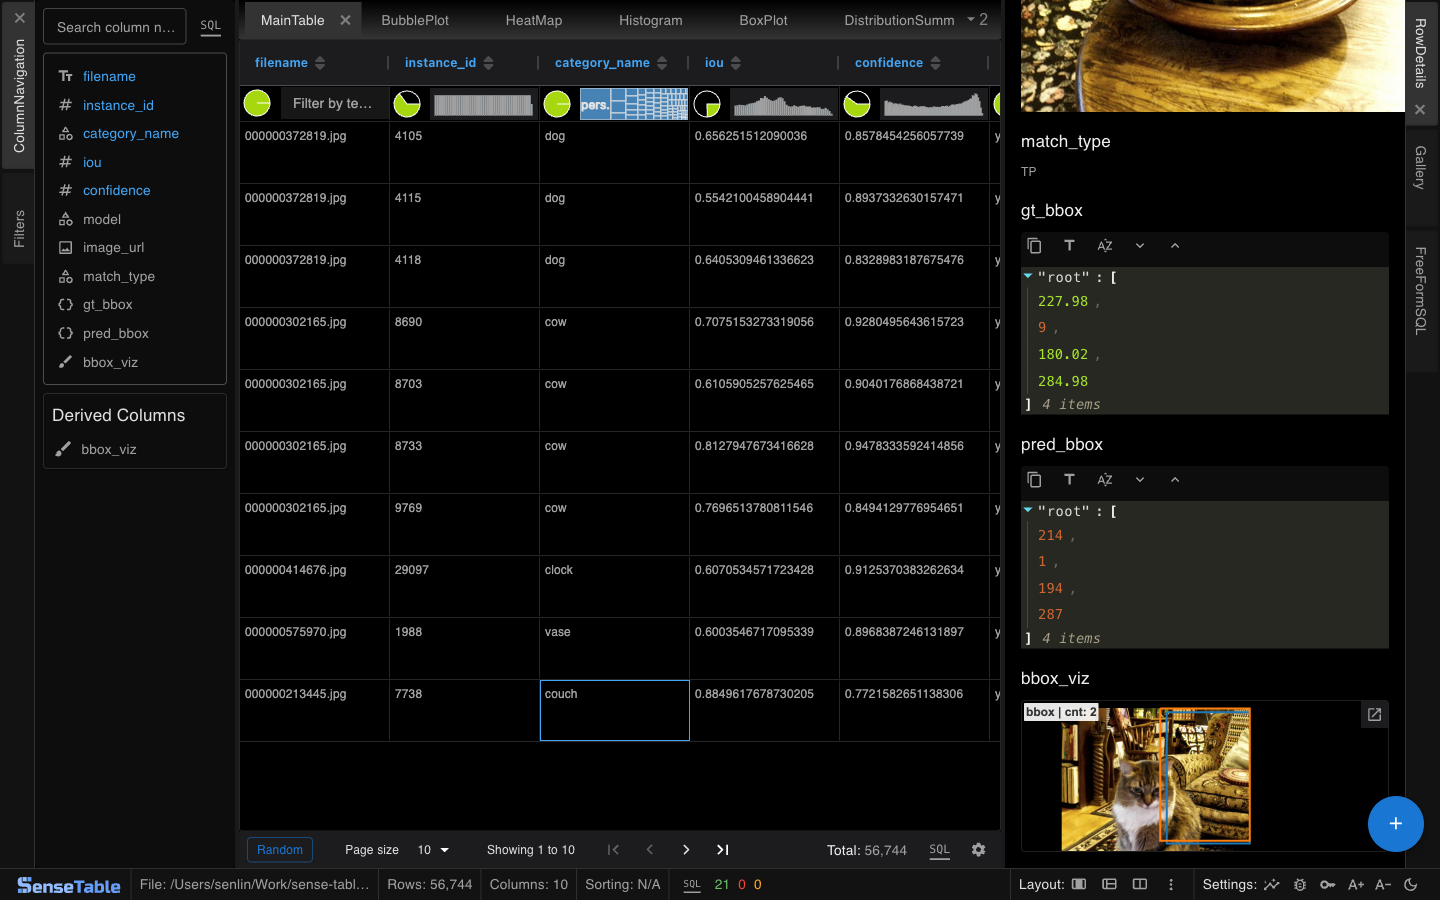 ColumnNavigation
Filters
Search column n...
SQL
filename
instance_id
category_name
iou
confidence
model
image_url
match_type
gt_bbox
pred_bbox
bbox_viz
Derived Columns
bbox_viz
MainTable BubblePlot HeatMap Histogram BoxPlot DistributionSumm 2
filename instance_id category_name iou confidence
Filter by te... pers.
000000372819.jpg 4105 dog 0.656251512090036 0.8578454256057739 y
000000372819.jpg 4115 dog 0.5542100458904441 0.8937332630157471 y
000000372819.jpg 4118 dog 0.6405309461336623 0.8328983187675476 y
000000302165.jpg 8690 cow 0.7075153273319056 0.9280495643615723 y
000000302165.jpg 8703 cow 0.6105905257625465 0.9040176868438721 y
000000302165.jpg 8733 cow 0.8127947673416628 0.9478333592414856 y
000000302165.jpg 9769 cow 0.7696513780811546 0.8494129776954651 y
000000414676.jpg 29097 clock 0.6070534571723428 0.9125370383262634 y
000000575970.jpg 1988 vase 0.6003546717095339 0.8968387246131897 y
000000213445.jpg 7738 couch 0.8849617678730205 0.7721582651138306 y
Random Page size 10 Showing 1 to 10 Total: 56,744 SQL
match_type
TP
gt_bbox
T AZ
"root" : [
227.98 ,
9 ,
180.02 ,
284.98
] 4 items
pred_bbox
T AZ
"root" : [
214 ,
1 ,
194 ,
287
] 4 items
bbox_viz
bbox | cnt: 2
+
RowDetails
Gallery
FreeFormSQL
SenseTable File: /Users/senlin/Work/sense-tabl... Rows: 56,744 Columns: 10 Sorting: N/A SQL 21 0 0 Layout: Settings: A+ A-